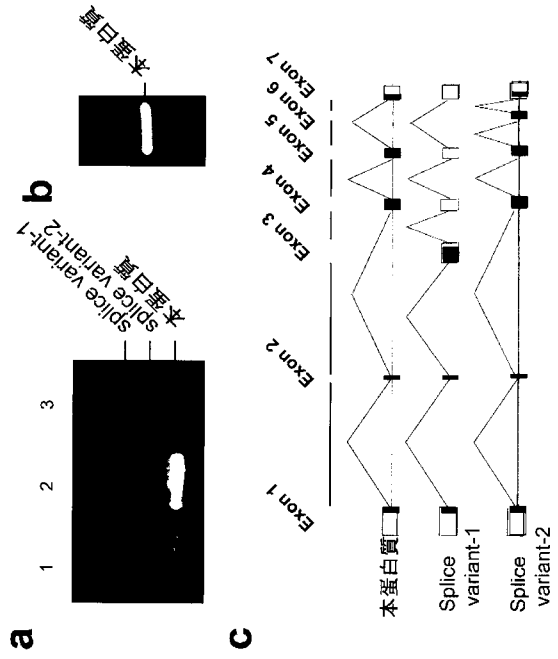 a
1 2 3
splice variant-1
splice variant-2
本蛋白質
b
本蛋白質
c
Exon 1
Exon 2
Exon 3
Exon 4
Exon 5
Exon 6
Exon 7
本蛋白質
Splice
variant-1
Splice
variant-2